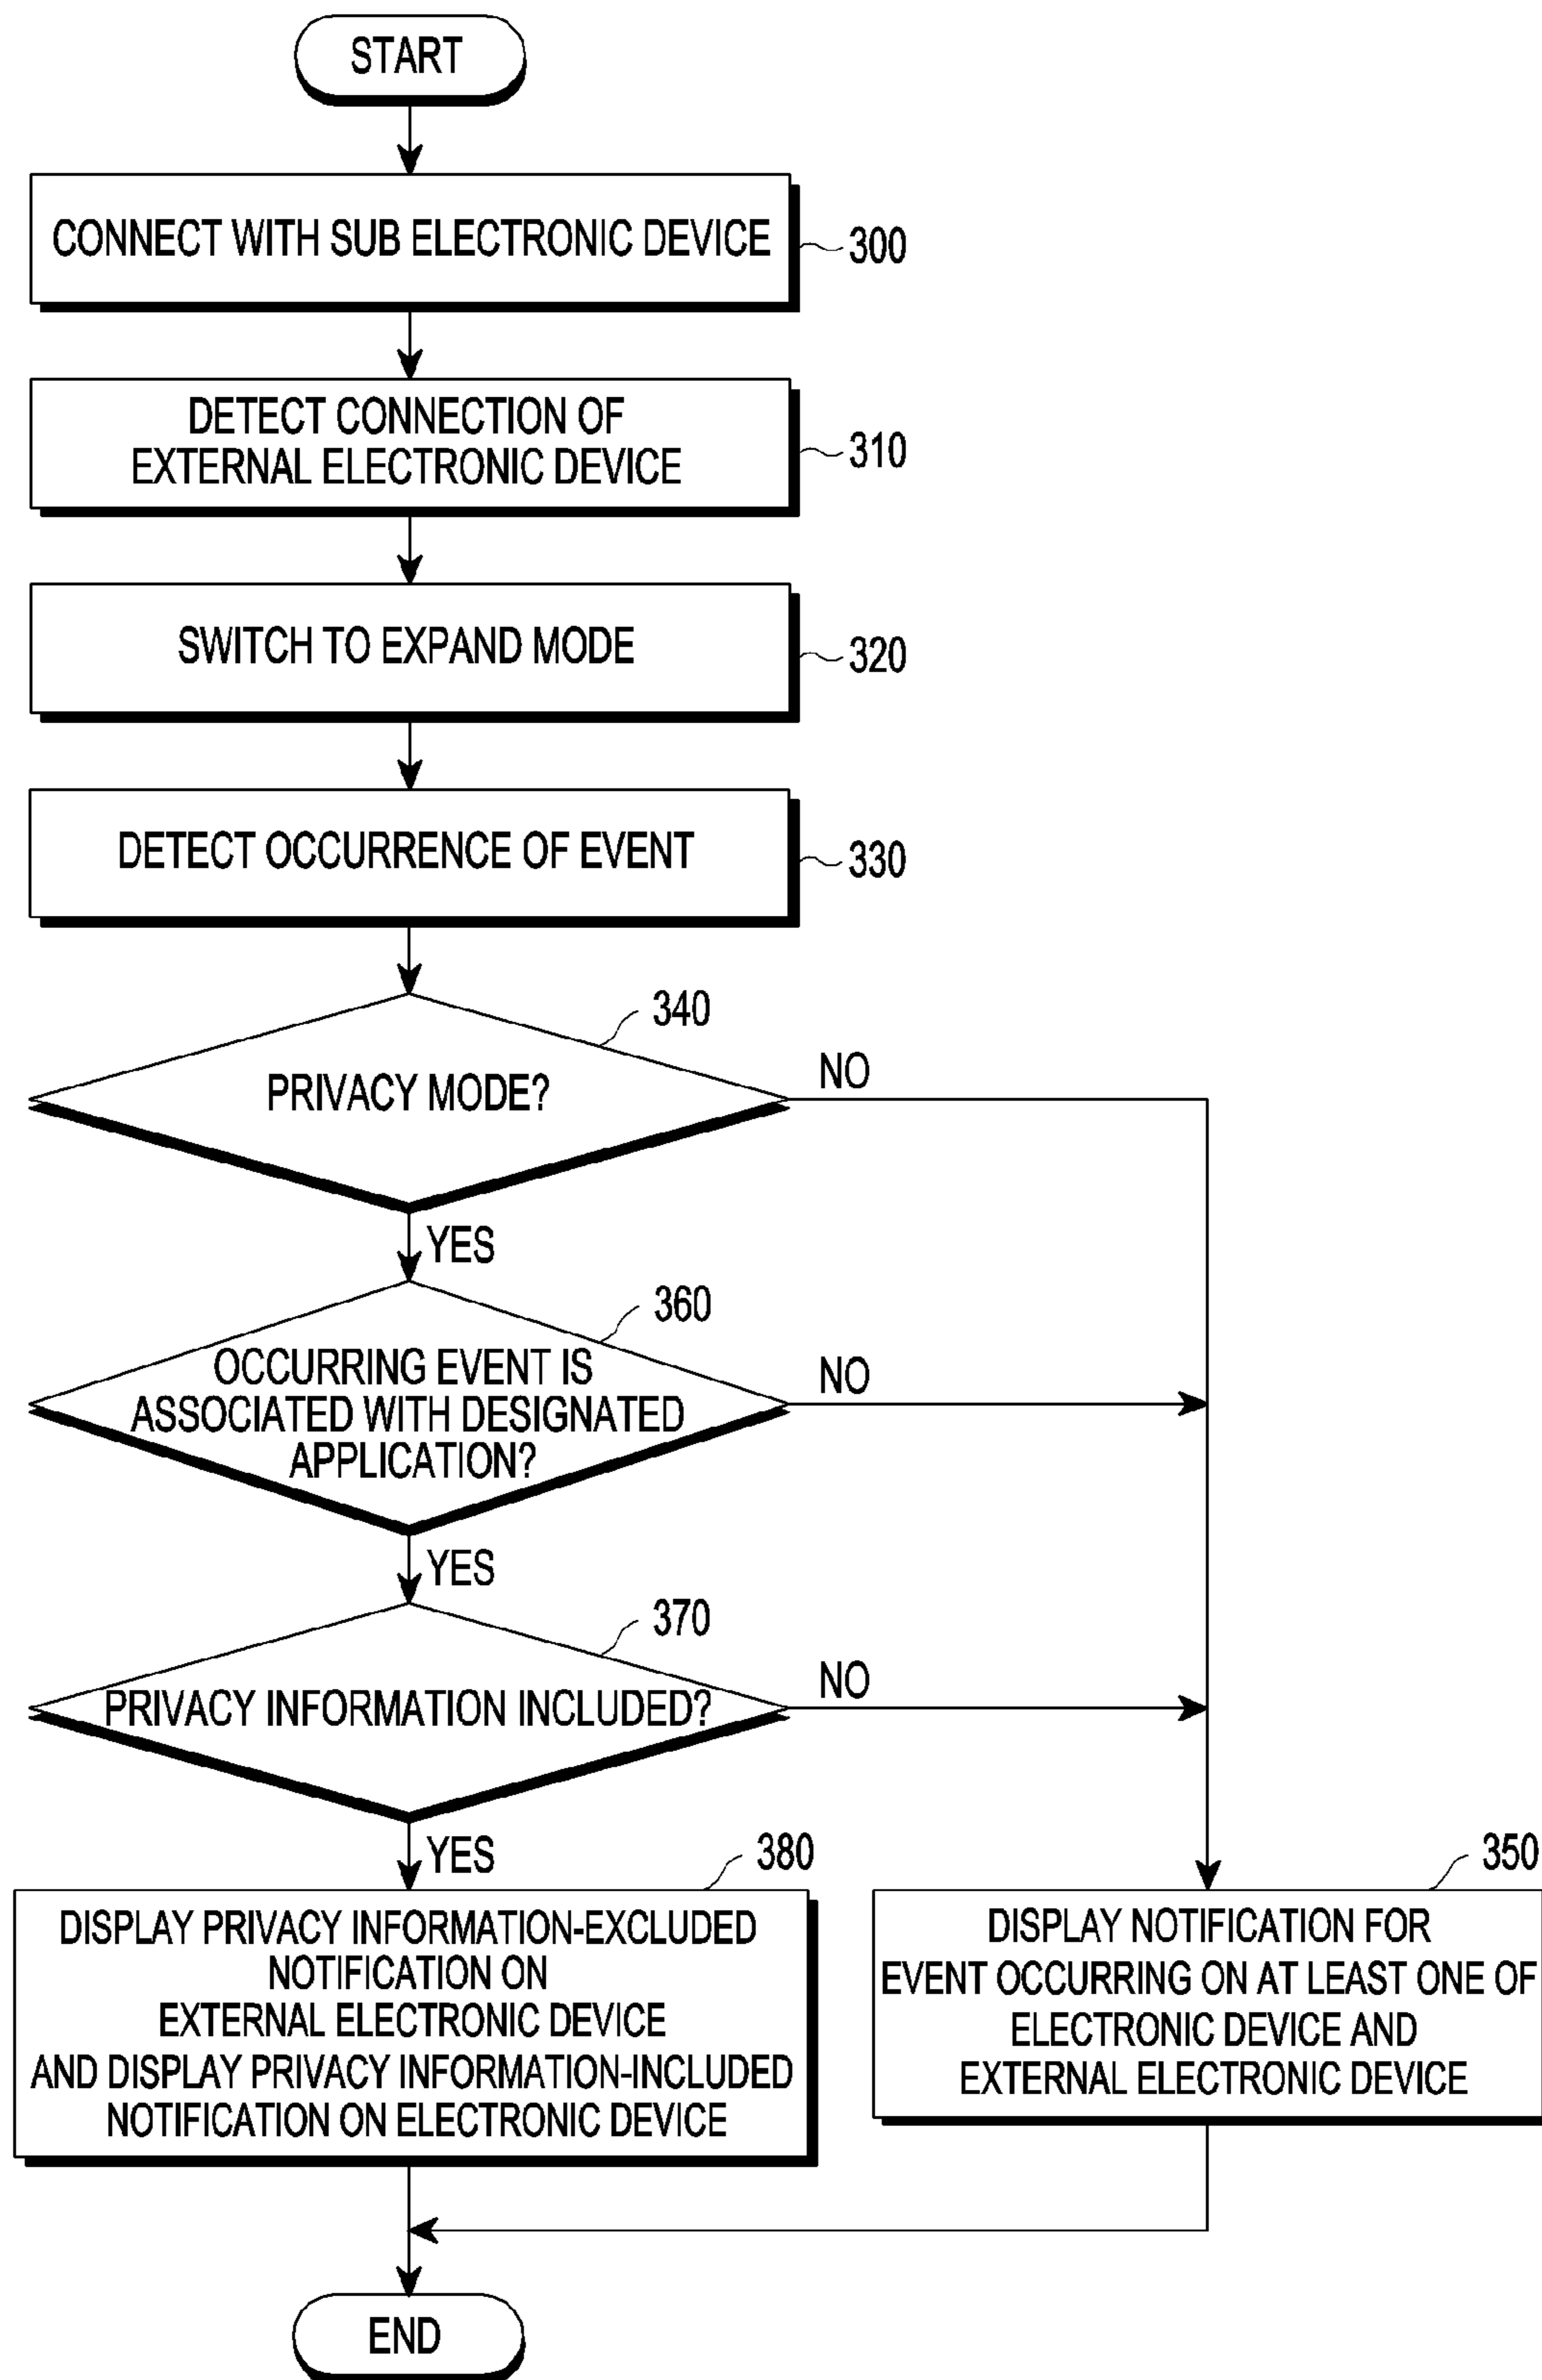 START
CONNECT WITH SUB ELECTRONIC DEVICE
300
DETECT CONNECTION OF
EXTERNAL ELECTRONIC DEVICE
310
SWITCH TO EXPAND MODE
320
DETECT OCCURRENCE OF EVENT
330
340
PRIVACY MODE?
NO
YES
360
OCCURRING EVENT IS
ASSOCIATED WITH DESIGNATED
APPLICATION?
NO
YES
370
PRIVACY INFORMATION INCLUDED?
NO
YES
380
DISPLAY PRIVACY INFORMATION-EXCLUDED
NOTIFICATION ON
EXTERNAL ELECTRONIC DEVICE
AND DISPLAY PRIVACY INFORMATION-INCLUDED
NOTIFICATION ON ELECTRONIC DEVICE
350
DISPLAY NOTIFICATION FOR
EVENT OCCURRING ON AT LEAST ONE OF
ELECTRONIC DEVICE AND
EXTERNAL ELECTRONIC DEVICE
END